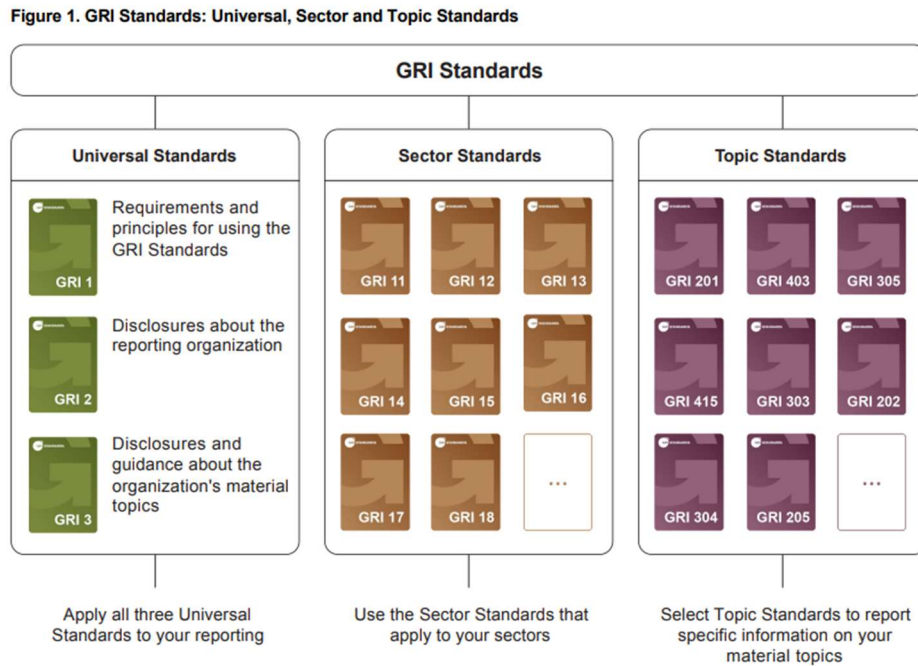 Figure 1. GRI Standards: Universal, Sector and Topic Standards
GRI Standards
Universal Standards
GRI 1
Requirements and
principles for using the
GRI Standards
GRI 2
Disclosures about the
reporting organization
GRI 3
Disclosures and
guidance about the
organization's material
topics
Apply all three Universal
Standards to your reporting
Sector Standards
GRI 11
GRI 12
GRI 13
GRI 14
GRI 15
GRI 16
GRI 17
GRI 18
...
Use the Sector Standards that
apply to your sectors
Topic Standards
GRI 201
GRI 403
GRI 305
GRI 415
GRI 303
GRI 202
GRI 304
GRI 205
...
Select Topic Standards to report
specific information on your
material topics